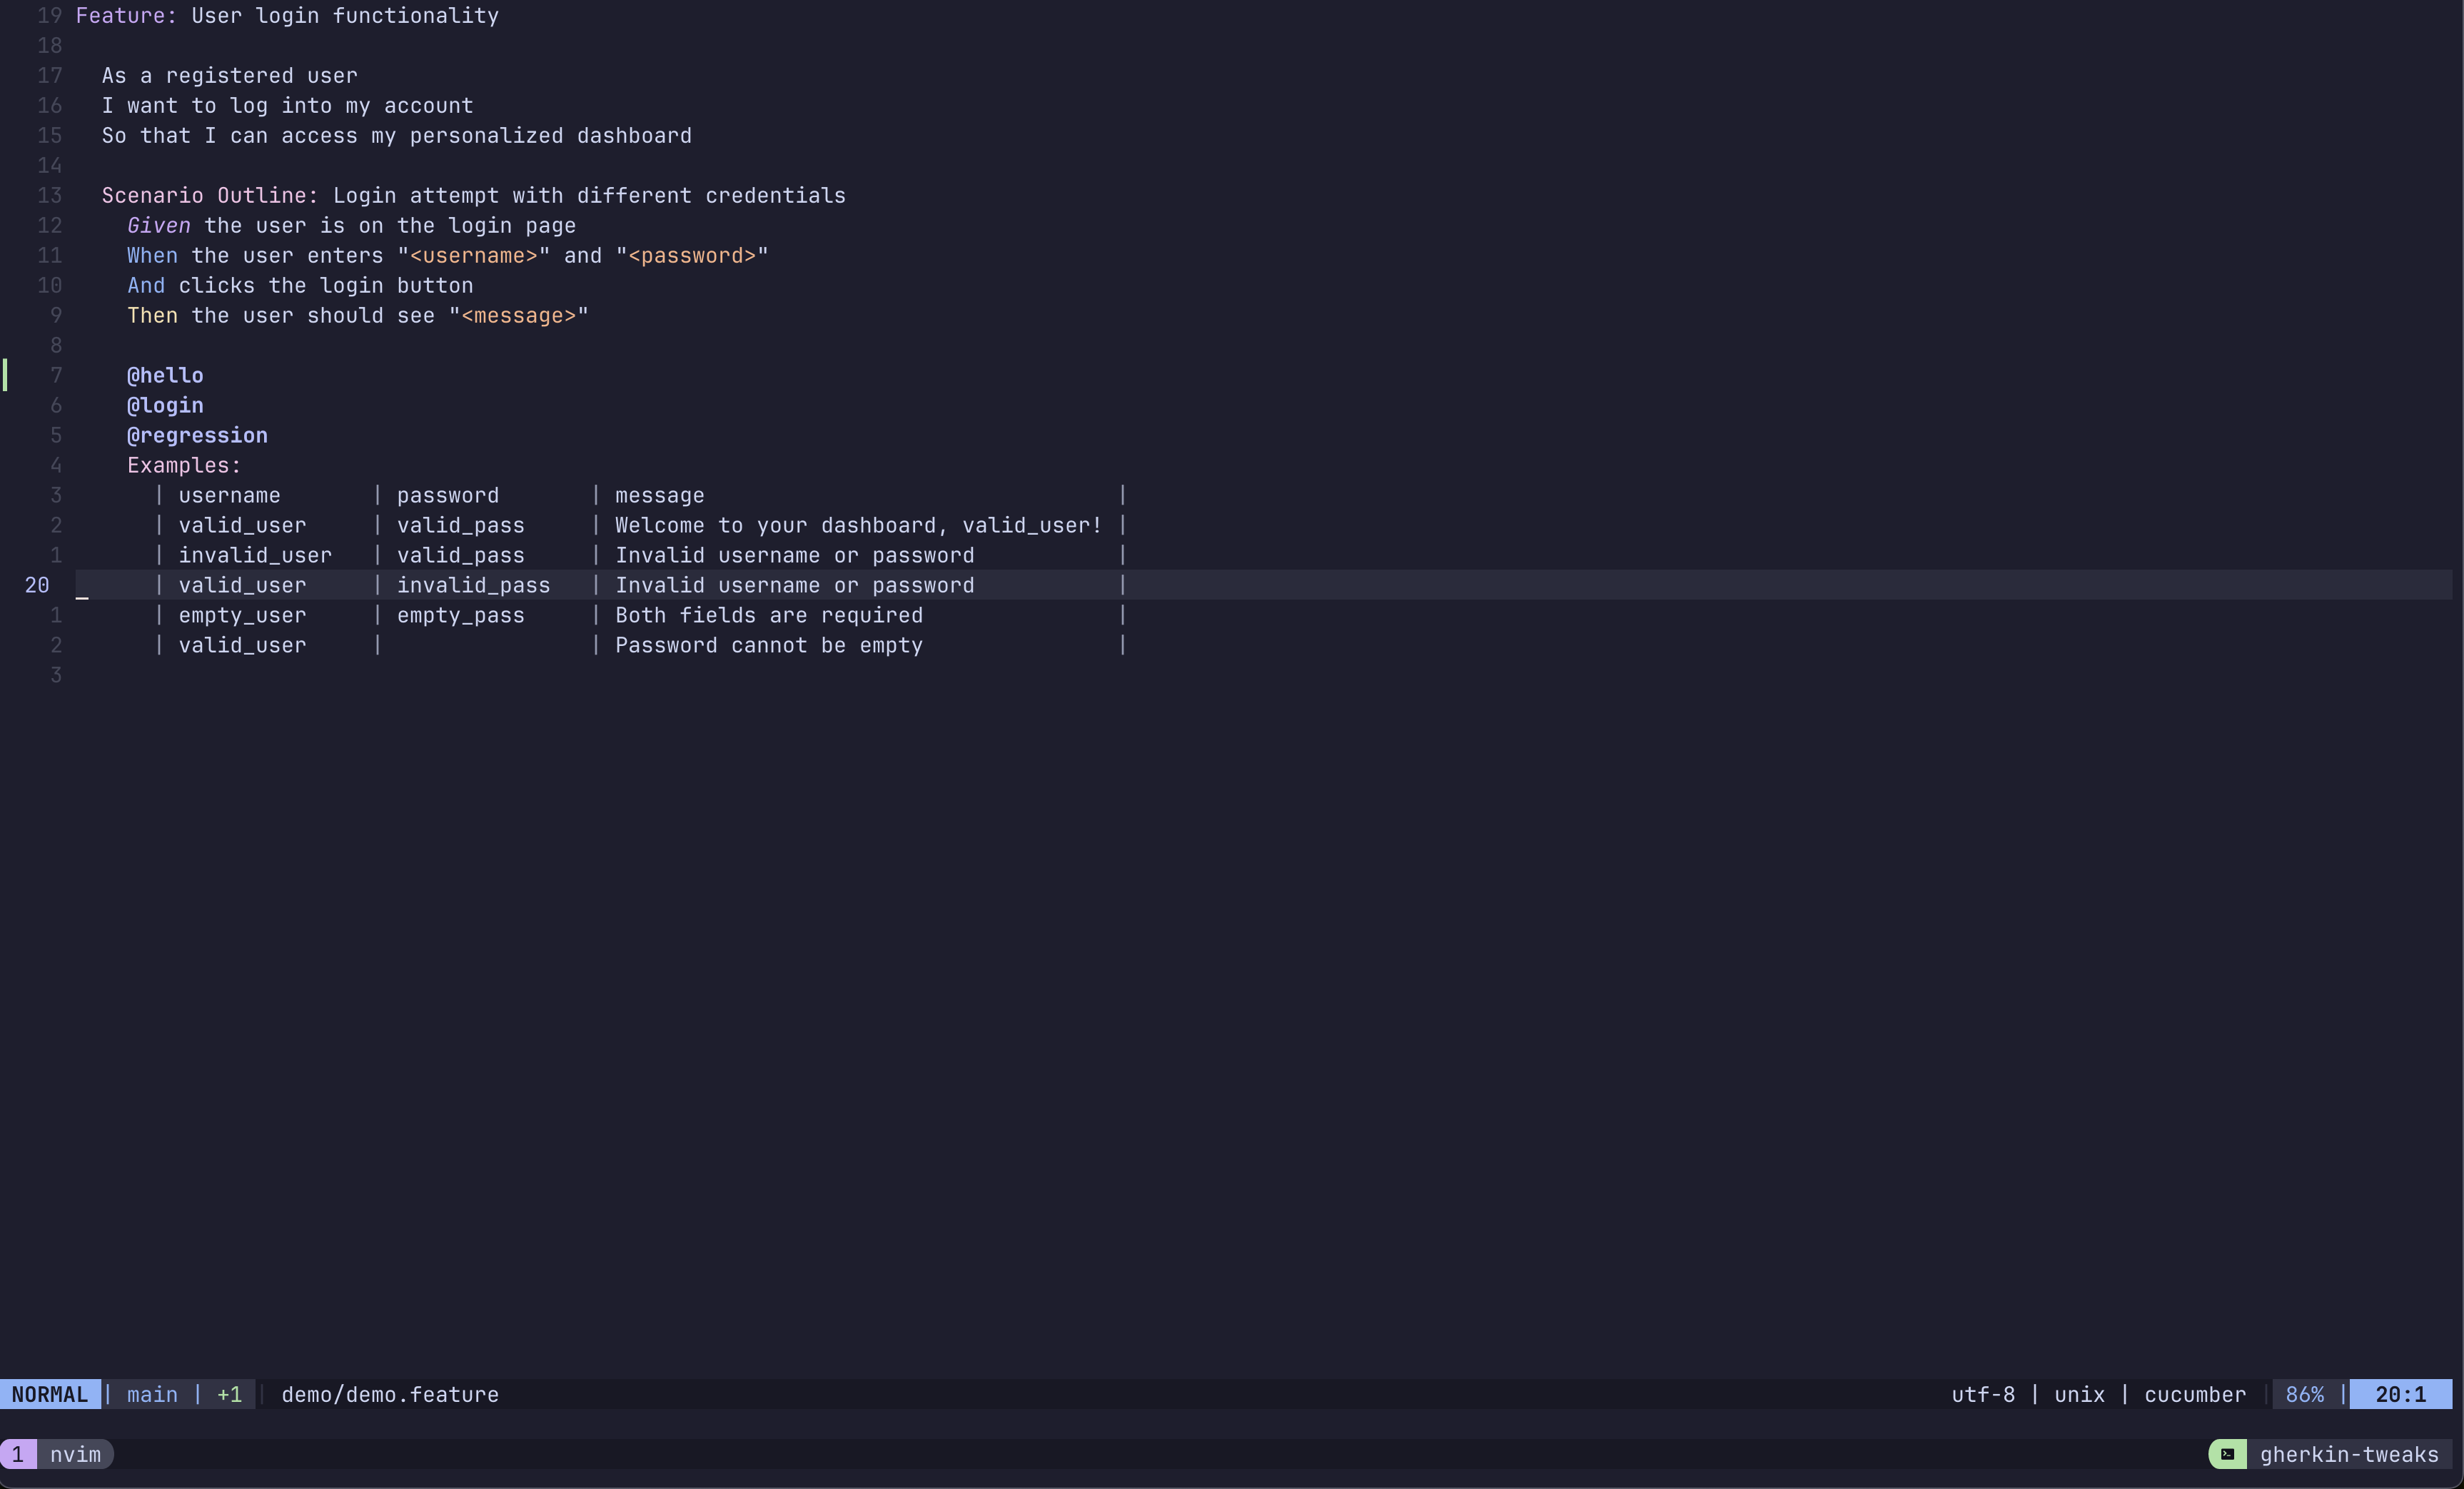 19 Feature: User login functionality
18
17   As a registered user
16   I want to log into my account
15   So that I can access my personalized dashboard
14
13   Scenario Outline: Login attempt with different credentials
12     Given the user is on the login page
11     When the user enters "<username>" and "<password>"
10     And clicks the login button
9     Then the user should see "<message>"
8
7     @hello
6     @login
5     @regression
4     Examples:
3       | username       | password       | message                                |
2       | valid_user     | valid_pass     | Welcome to your dashboard, valid_user! |
1       | invalid_user   | valid_pass     | Invalid username or password           |
20       | valid_user     | invalid_pass   | Invalid username or password           |
1       | empty_user     | empty_pass     | Both fields are required               |
2       | valid_user     |                | Password cannot be empty               |
3
NORMAL | main | +1 | demo/demo.feature utf-8 | unix | cucumber | 86% | 20:1
1 nvim gherkin-tweaks